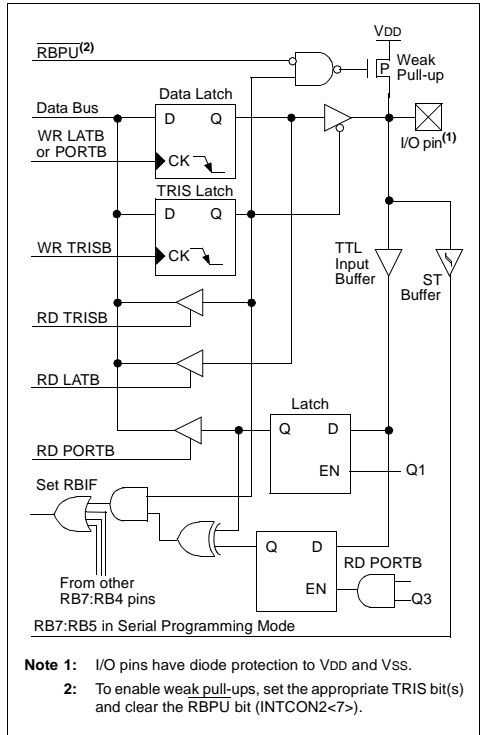 VDD
RBPU(2)
P
Weak
Pull-up
Data Latch
Data Bus
D
Q
WR LATB
or PORTB
CK
I/O pin(1)
TRIS Latch
D
Q
WR TRISB
CK
TTL
Input
Buffer
ST
Buffer
RD TRISB
RD LATB
Latch
Q
D
RD PORTB
EN
Q1
Set RBIF
Q
D
RD PORTB
EN
Q3
From other
RB7:RB4 pins
RB7:RB5 in Serial Programming Mode
Note 1: I/O pins have diode protection to VDD and VSS.
2: To enable weak pull-ups, set the appropriate TRIS bit(s)
and clear the RBPU bit (INTCON2<7>).